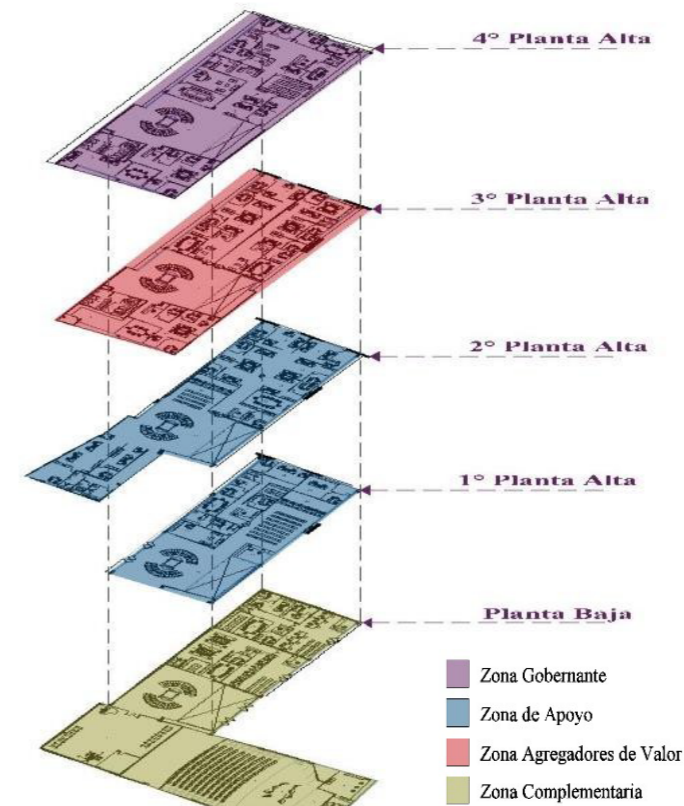 4° Planta Alta
3° Planta Alta
2° Planta Alta
1° Planta Alta
Planta Baja
Zona Gobernante
Zona de Apoyo
Zona Agregadores de Valor
Zona Complementaria